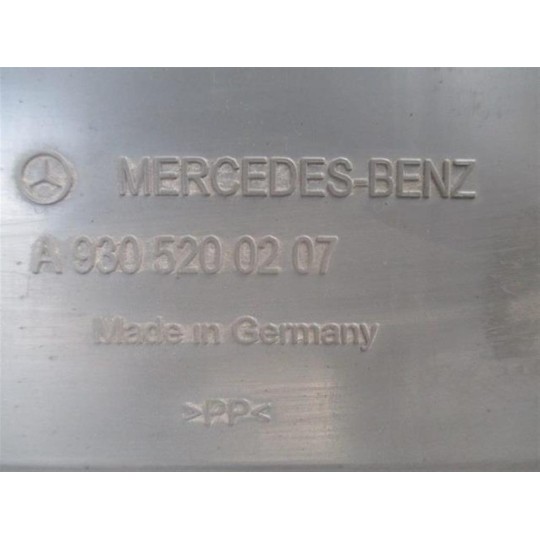 MERCEDES-BENZ
A 930 520 02 07
Made in Germany
>PP<